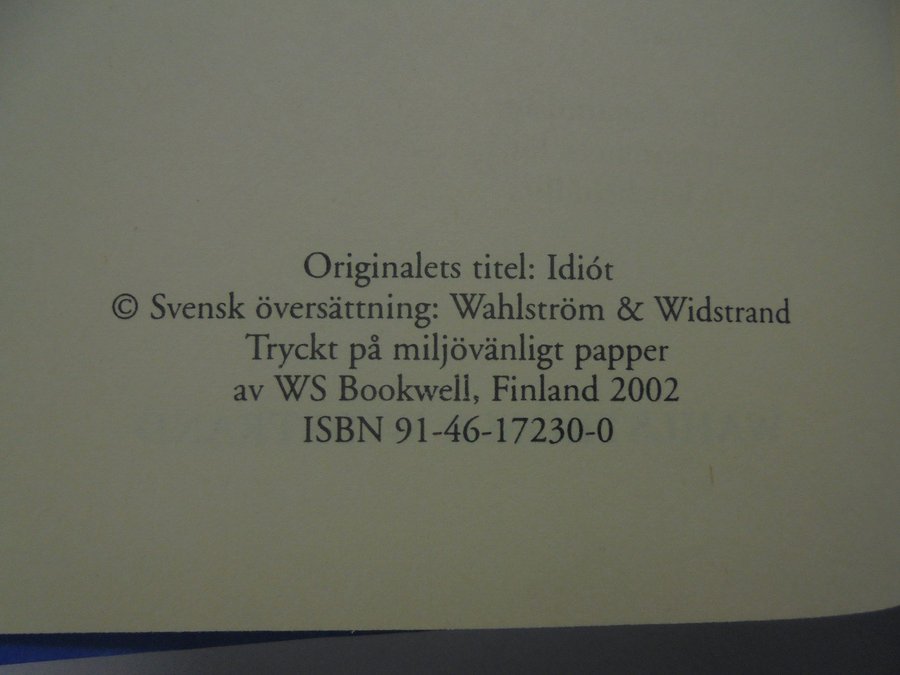 Originalets titel: Idiót
© Svensk översättning: Wahlström & Widstrand
Tryckt på miljövänligt papper
av WS Bookwell, Finland 2002
ISBN 91-46-17230-0